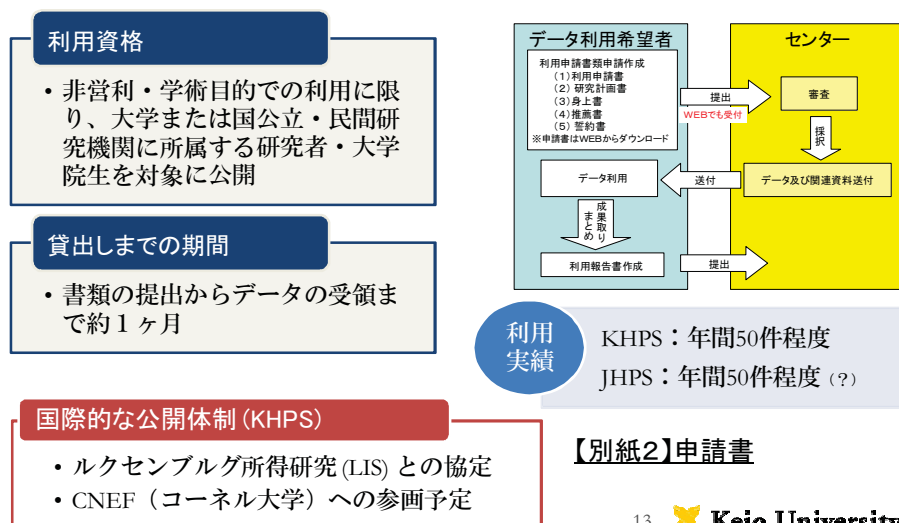 利用資格
・非営利・学術目的での利用に限
り、大学または国公立・民間研
究機関に所属する研究者・大学
院生を対象に公開
貸出しまでの期間
・書類の提出からデータの受領ま
で約１ヶ月
データ利用希望者
利用申請書類申請作成
（1）利用申請書
（2）研究計画書
（3）身上書
（4）推薦書
（5）誓約書
※申請書はWEBからダウンロード
提出
WEBでも受付
センター
審査
採択
データ及び関連資料送付
送付
データ利用
成果取り
まとめ
利用報告書作成
提出
利用
実績
KHPS：年間50件程度
JHPS：年間50件程度（?）
国際的な公開体制(KHPS)
・ルクセンブルグ所得研究(LIS) との協定
・CNEF（コーネル大学）への参画予定
【別紙2】申請書
13
Keio University